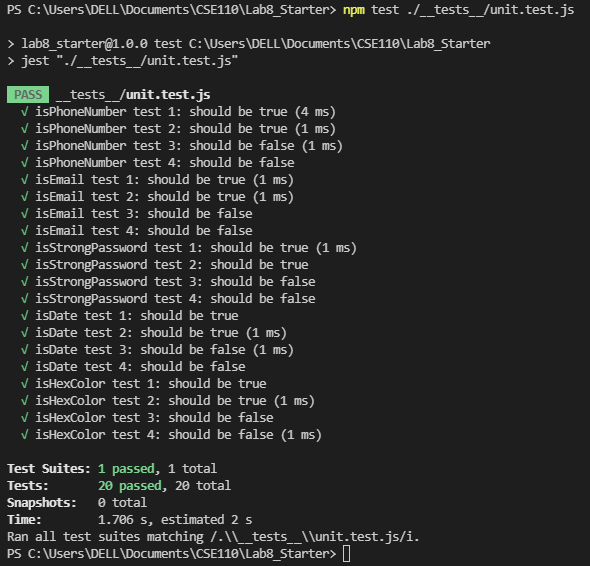 PS C:\Users\DELL\Documents\CSE110\Lab8_Starter> npm test ./__tests__/unit.test.js
> lab8_starter@1.0.0 test C:\Users\DELL\Documents\CSE110\Lab8_Starter
> jest "./__tests__/unit.test.js"
PASS __tests__/unit.test.js
√ isPhoneNumber test 1: should be true (4 ms)
√ isPhoneNumber test 2: should be true (1 ms)
√ isPhoneNumber test 3: should be false (1 ms)
√ isPhoneNumber test 4: should be false
√ isEmail test 1: should be true (1 ms)
√ isEmail test 2: should be true (1 ms)
√ isEmail test 3: should be false
√ isEmail test 4: should be false
√ isStrongPassword test 1: should be true (1 ms)
√ isStrongPassword test 2: should be true
√ isStrongPassword test 3: should be false
√ isStrongPassword test 4: should be false
√ isDate test 1: should be true
√ isDate test 2: should be true (1 ms)
√ isDate test 3: should be false (1 ms)
√ isDate test 4: should be false
√ isHexColor test 1: should be true
√ isHexColor test 2: should be true (1 ms)
√ isHexColor test 3: should be false
√ isHexColor test 4: should be false (1 ms)
Test Suites: 1 passed, 1 total
Tests: 20 passed, 20 total
Snapshots: 0 total
Time: 1.706 s, estimated 2 s
Ran all test suites matching /.\\__tests__\\unit.test.js/i.
PS C:\Users\DELL\Documents\CSE110\Lab8_Starter>